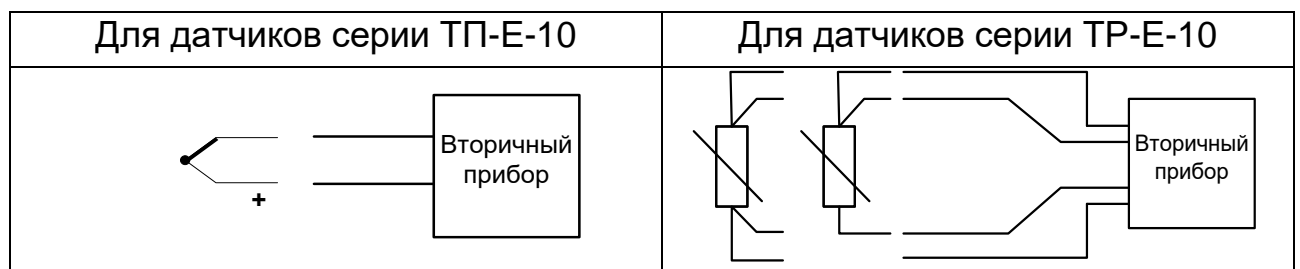 Для датчиков серии ТП-Е-10
Для датчиков серии ТР-Е-10
Вторичный
прибор
+
Вторичный
прибор